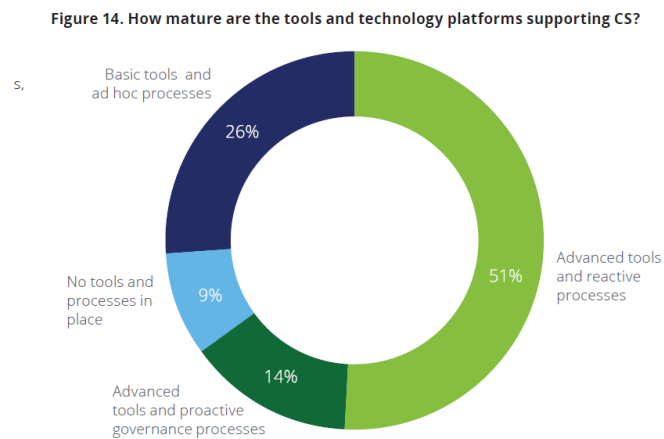 Figure 14. How mature are the tools and technology platforms supporting CS?
s,
Basic tools and
ad hoc processes
26%
Advanced tools
and reactive
processes
51%
No tools and
processes in
place
9%
14%
Advanced
tools and proactive
governance processes